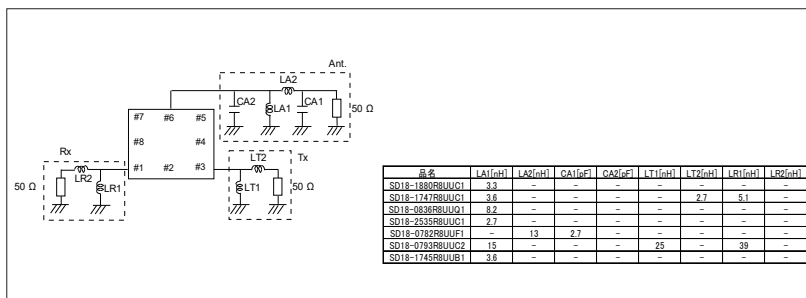 Ant.
LA2
CA2
LA1
CA1
50 Ω
#7
#6
#5
#8
#4
#1
#2
#3
Rx
LR2
LR1
50 Ω
LT2
Tx
LT1
50 Ω
品名 LA1[nH] LA2[nH] CA1[pF] CA2[pF] LT1[nH] LT2[nH] LR1[nH] LR2[nH]
SD18-1880R8UUC1 3.3 - - - - - - -
SD18-1747R8UUC1 3.6 - - - - 2.7 5.1 -
SD18-0836R8UUQ1 8.2 - - - - - - -
SD18-2535R8UUC1 2.7 - - - - - - -
SD18-0782R8UUF1 - 13 2.7 - - - - -
SD18-0793R8UUC2 15 - - - 25 - 39 -
SD18-1745R8UUB1 3.6 - - - - - - -